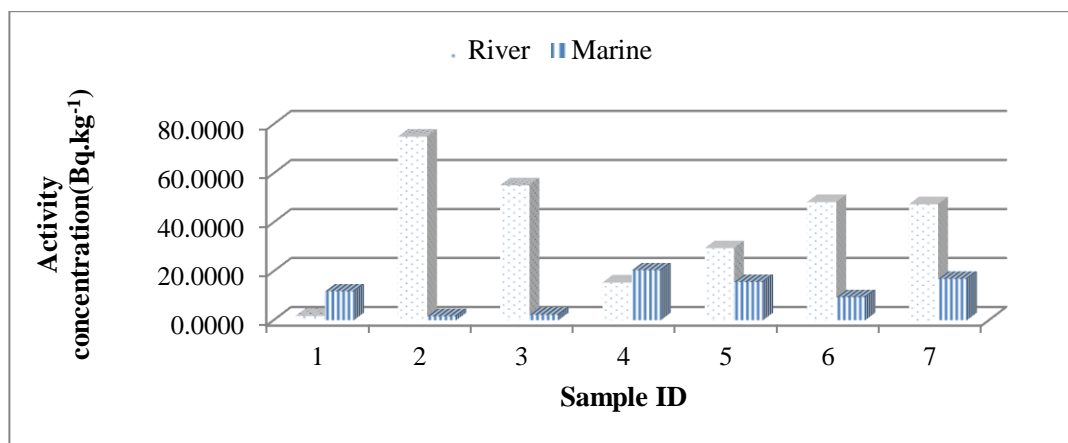 River Marine
Activity
concentration(Bq.kg-1)
80.0000
60.0000
40.0000
20.0000
0.0000
1 2 3 4 5 6 7
Sample ID